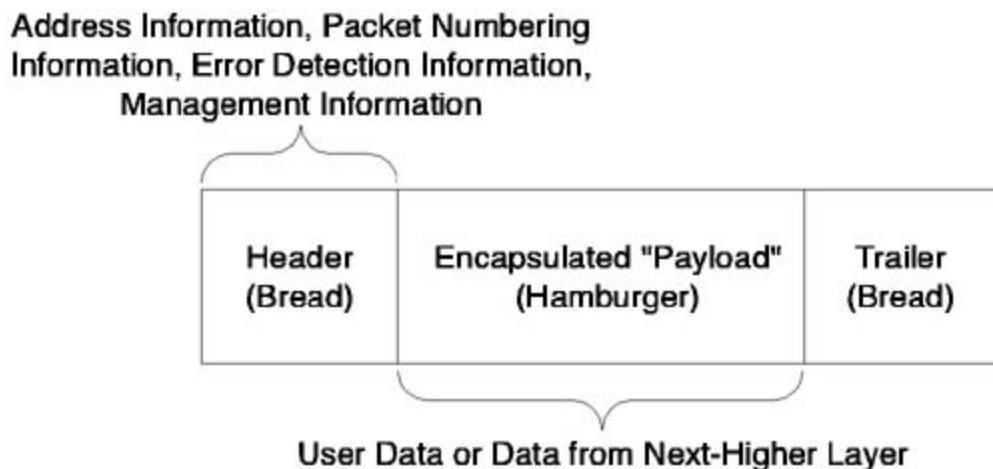 Address Information, Packet Numbering
Information, Error Detection Information,
Management Information
Header
(Bread)
Encapsulated "Payload"
(Hamburger)
Trailer
(Bread)
User Data or Data from Next-Higher Layer